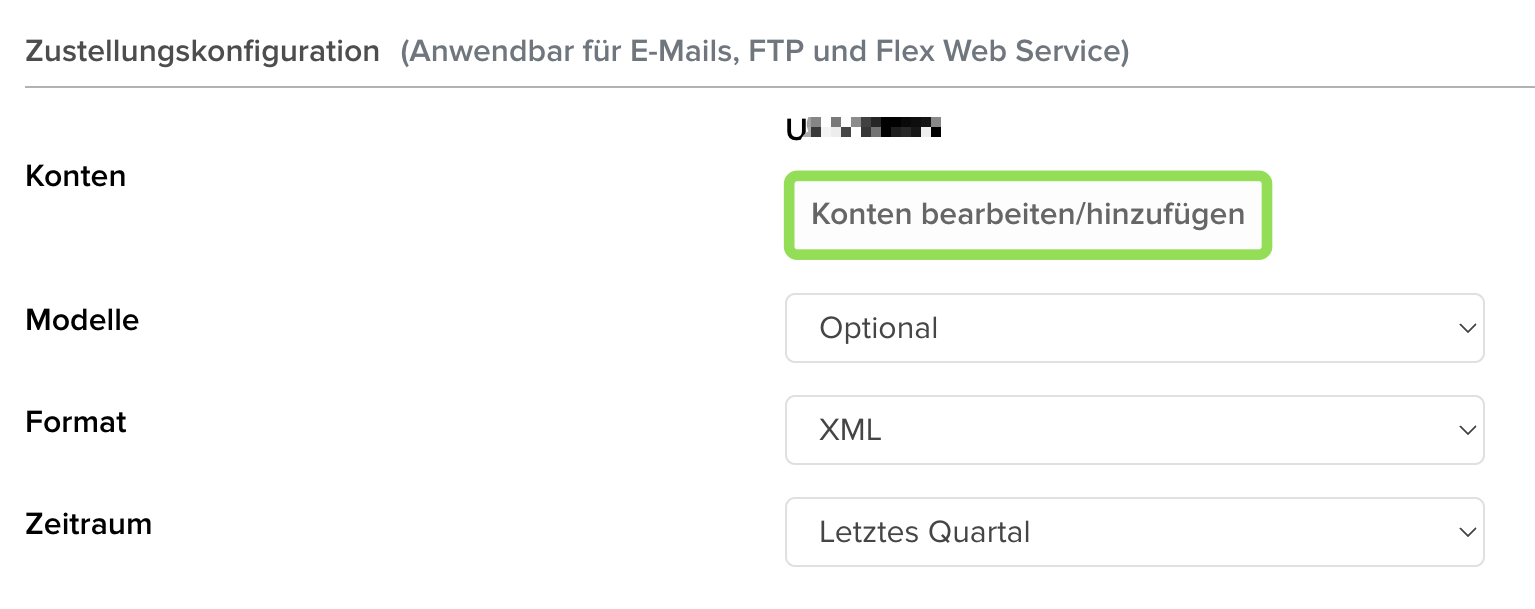 Zustellungskonfiguration (Anwendbar für E-Mails, FTP und Flex Web Service)
Konten
Konten bearbeiten/hinzufügen
Modelle
Optional
Format
XML
Zeitraum
Letztes Quartal